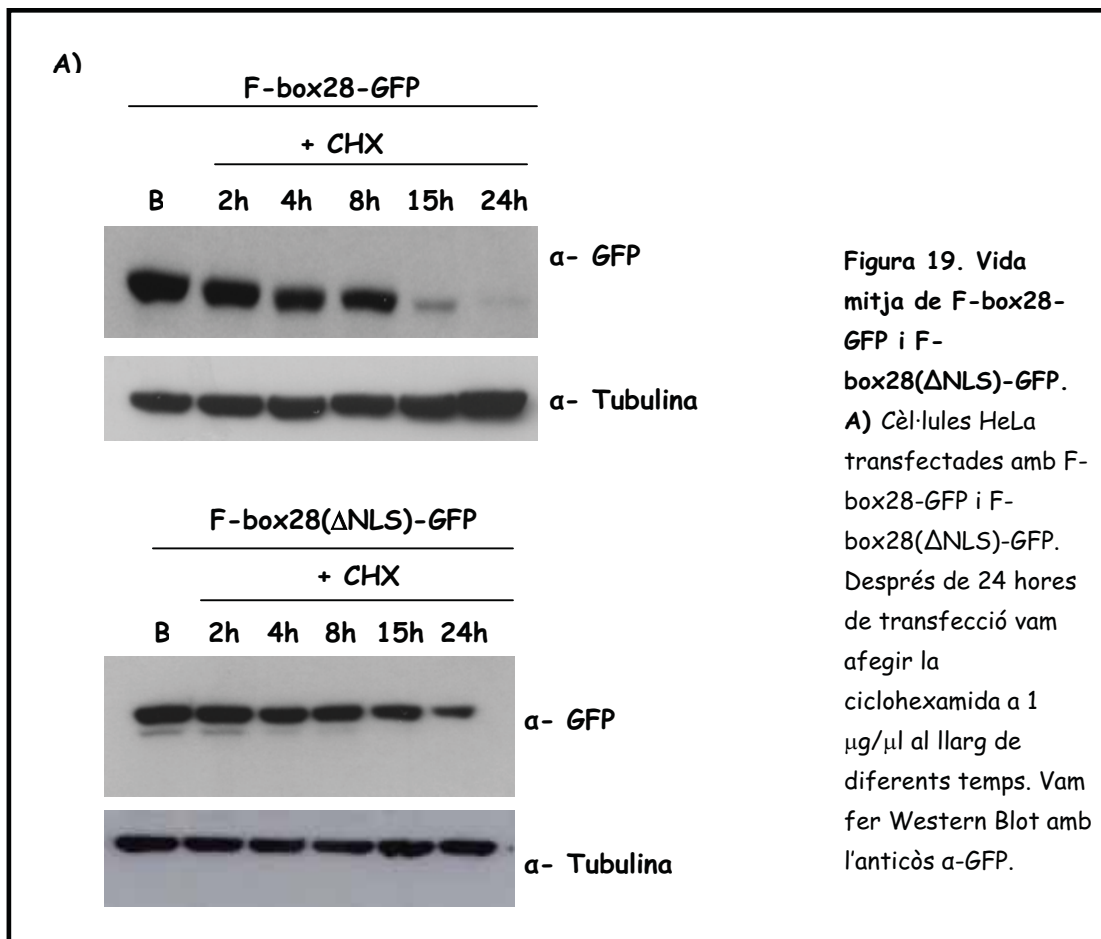 A)
F-box28-GFP
+ CHX
B 2h 4h 8h 15h 24h
α- GFP
α- Tubulina
F-box28(ΔNLS)-GFP
+ CHX
B 2h 4h 8h 15h 24h
α- GFP
α- Tubulina
Figura 19. Vida
mitja de F-box28-
GFP i F-
box28(ΔNLS)-GFP.
A) Cèl·lules HeLa
transfectades amb F-
box28-GFP i F-
box28(ΔNLS)-GFP.
Després de 24 hores
de transfecció vam
afegir la
ciclohexamida a 1
μg/μl al llarg de
diferents temps. Vam
fer Western Blot amb
l'anticòs α-GFP.